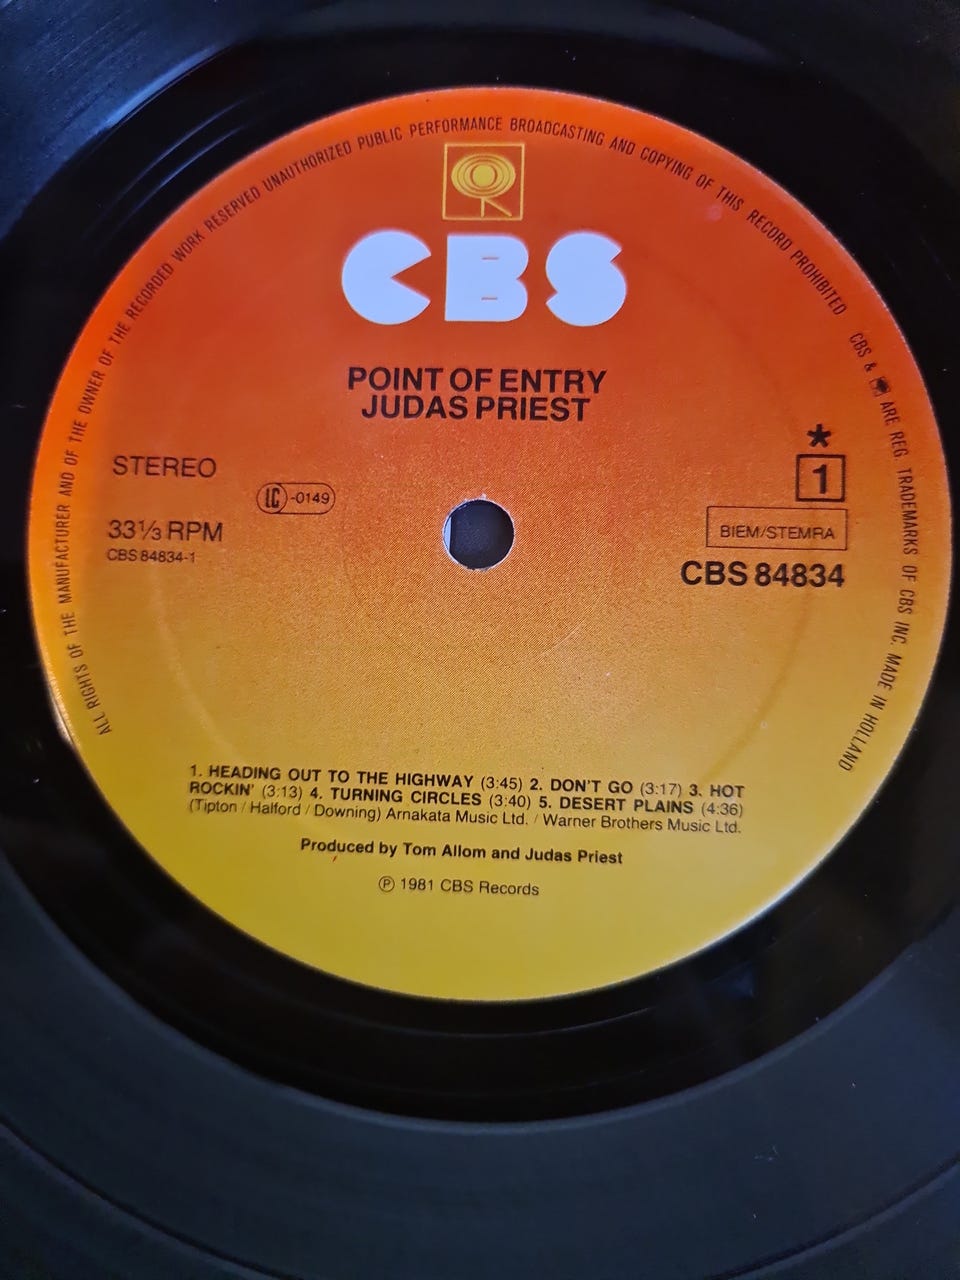 ALL RIGHTS OF THE MANUFACTURER AND OF THE OWNER OF THE RECORDED WORK RESERVED UNAUTHORIZED PUBLIC PERFORMANCE BROADCASTING AND COPYING OF THIS RECORD PROHIBITED CBS & ARE REG. TRADEMARKS OF CBS INC. MADE IN HOLLAND
CBS
POINT OF ENTRY
JUDAS PRIEST
STEREO
LC-0149
33⅓ RPM
CBS 84834-1
*
1
BIEM/STEMRA
CBS 84834
1. HEADING OUT TO THE HIGHWAY (3:45) 2. DON'T GO (3:17) 3. HOT
ROCKIN' (3:13) 4. TURNING CIRCLES (3:40) 5. DESERT PLAINS (4:36)
(Tipton / Halford / Downing) Arnakata Music Ltd. / Warner Brothers Music Ltd.
Produced by Tom Allom and Judas Priest
℗ 1981 CBS Records